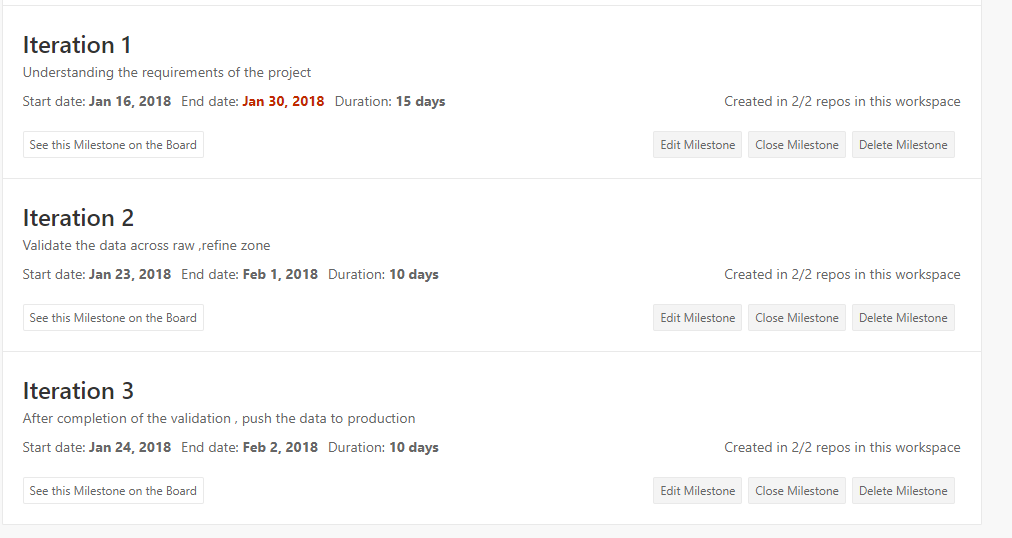 Iteration 1
Understanding the requirements of the project
Start date: Jan 16, 2018 End date: Jan 30, 2018 Duration: 15 days Created in 2/2 repos in this workspace
See this Milestone on the Board Edit Milestone Close Milestone Delete Milestone
Iteration 2
Validate the data across raw ,refine zone
Start date: Jan 23, 2018 End date: Feb 1, 2018 Duration: 10 days Created in 2/2 repos in this workspace
See this Milestone on the Board Edit Milestone Close Milestone Delete Milestone
Iteration 3
After completion of the validation , push the data to production
Start date: Jan 24, 2018 End date: Feb 2, 2018 Duration: 10 days Created in 2/2 repos in this workspace
See this Milestone on the Board Edit Milestone Close Milestone Delete Milestone